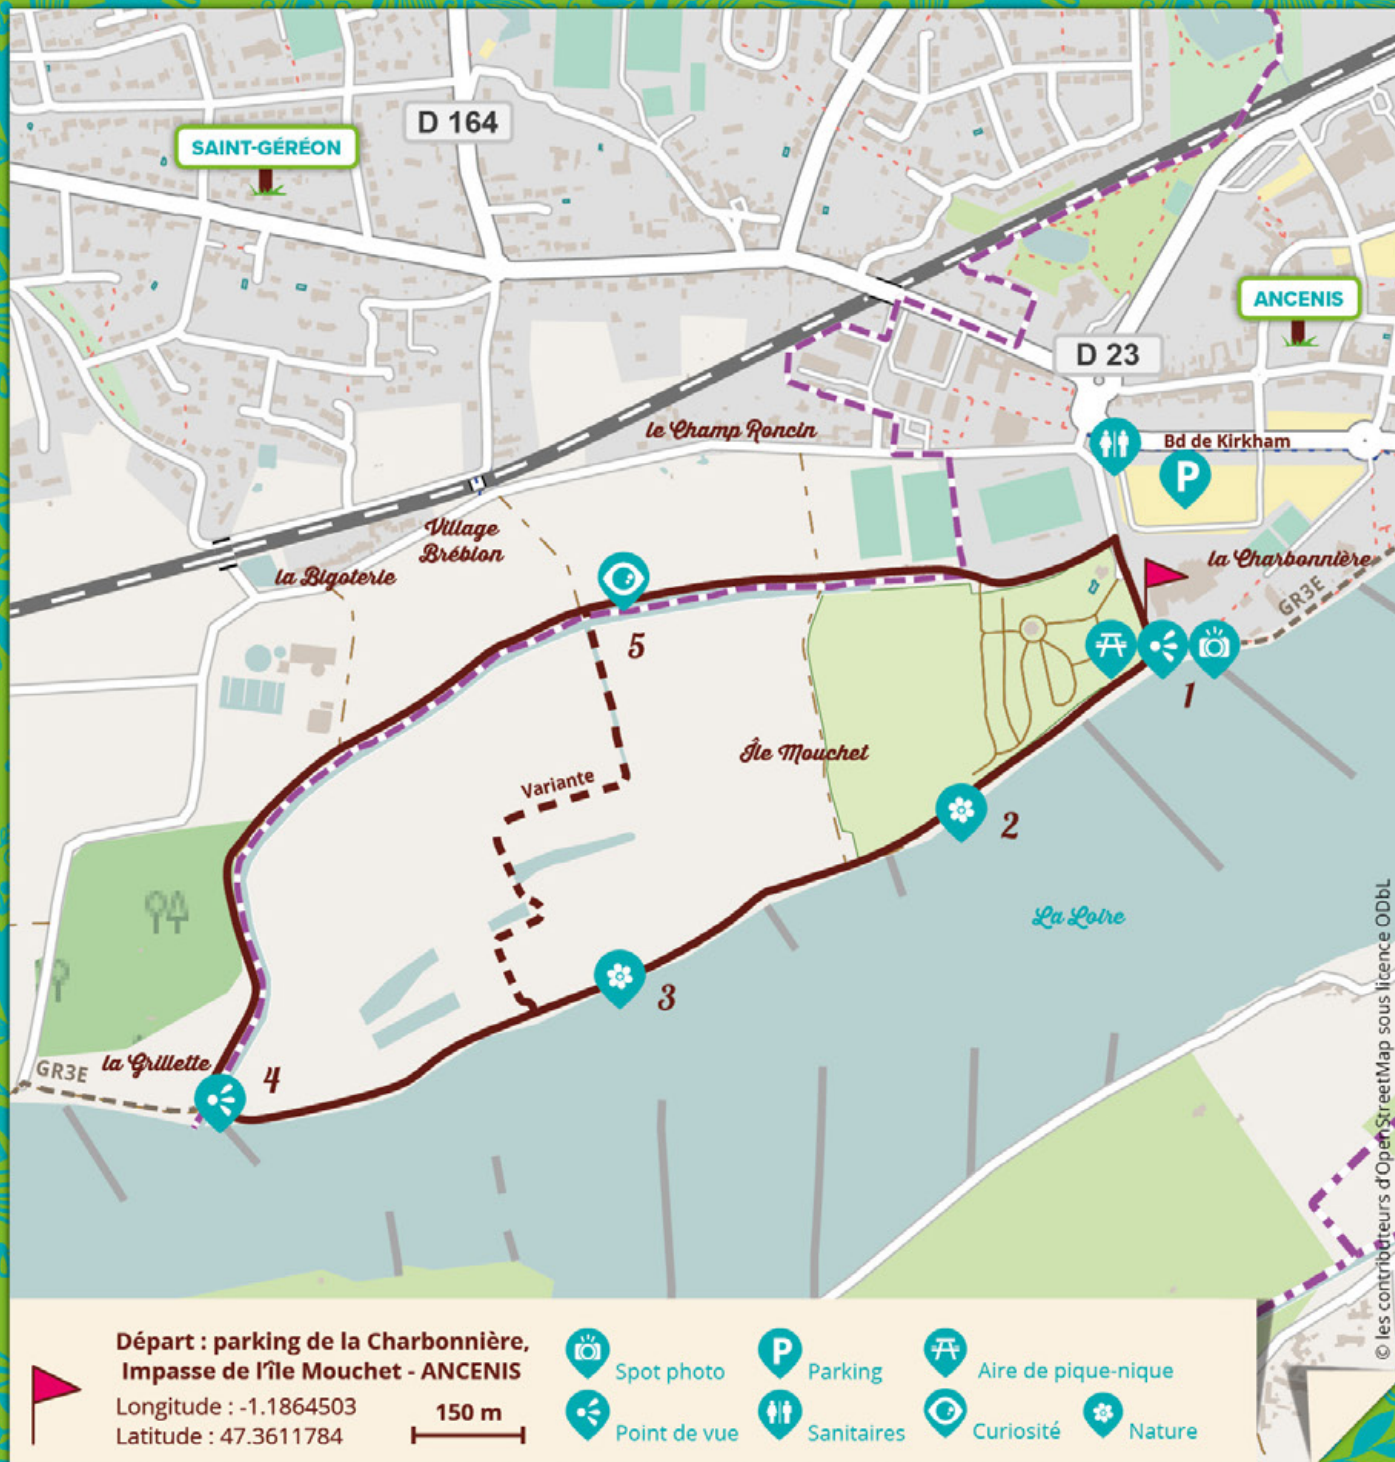 D 164
SAINT-GÉRÉON
ANCENIS
D 23
le Champ Roncin
Bd de Kirkham
P
Village
Brébion
la Bigoterie
la Charbonnière
GR3E
5
1
Île Mouchet
Variante
2
La Loire
3
la Grillette
GR3E
4
© les contributeurs d'OpenStreetMap sous licence ODbL
Départ : parking de la Charbonnière,
Impasse de l'île Mouchet - ANCENIS
Longitude : -1.1864503
Latitude : 47.3611784
150 m
Spot photo
P
Parking
Aire de pique-nique
Point de vue
Sanitaires
Curiosité
Nature